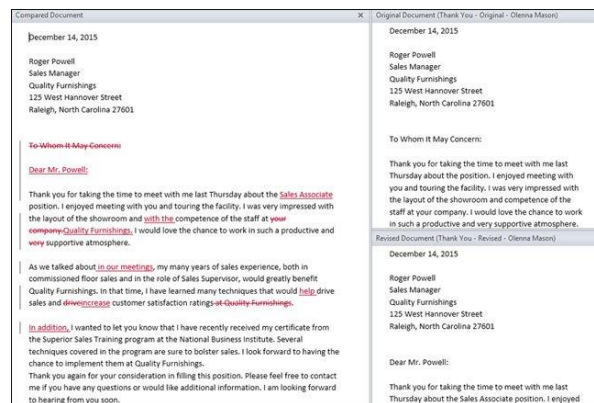 Compared Document
December 14, 2015
Roger Powell
Sales Manager
Quality Furnishings
125 West Hannover Street
Raleigh, North Carolina 27601
To Whom It May Concern:
Dear Mr. Powell:
Thank you for taking the time to meet with me last Thursday about the Sales Associate
position. I enjoyed meeting with you and touring the facility. I was very impressed with
the layout of the showroom and with the competence of the staff at your
company.Quality Furnishings. I would love the chance to work in such a productive and
very supportive atmosphere.
As we talked about in our meetings, my many years of sales experience, both in
commissioned floor sales and in the role of Sales Supervisor, would greatly benefit
Quality Furnishings. In that time, I have learned many techniques that would help drive
sales and driveincrease customer satisfaction ratings at Quality Furnishings.
In addition, I wanted to let you know that I have recently received my certificate from
the Superior Sales Training program at the National Business Institute. Several
techniques covered in the program are sure to bolster sales. I look forward to having the
chance to implement them at Quality Furnishings.
Thank you again for your consideration in filling this position. Please feel free to contact
me if you have any questions or would like additional information. I am looking forward
to hearing from you soon.
Original Document (Thank You - Original - Olenna Mason)
December 14, 2015
Roger Powell
Sales Manager
Quality Furnishings
125 West Hannover Street
Raleigh, North Carolina 27601
To Whom It May Concern:
Thank you for taking the time to meet with me last
Thursday about the position. I enjoyed meeting with
you and touring the facility. I was very impressed with
the layout of the showroom and competence of the
staff at your company. I would love the chance to work
in such a productive and very supportive atmosphere.
Revised Document (Thank You - Revised - Olenna Mason)
December 14, 2015
Roger Powell
Sales Manager
Quality Furnishings
125 West Hannover Street
Raleigh, North Carolina 27601
Dear Mr. Powell:
Thank you for taking the time to meet with me last
Thursday about the Sales Associate position. I enjoyed